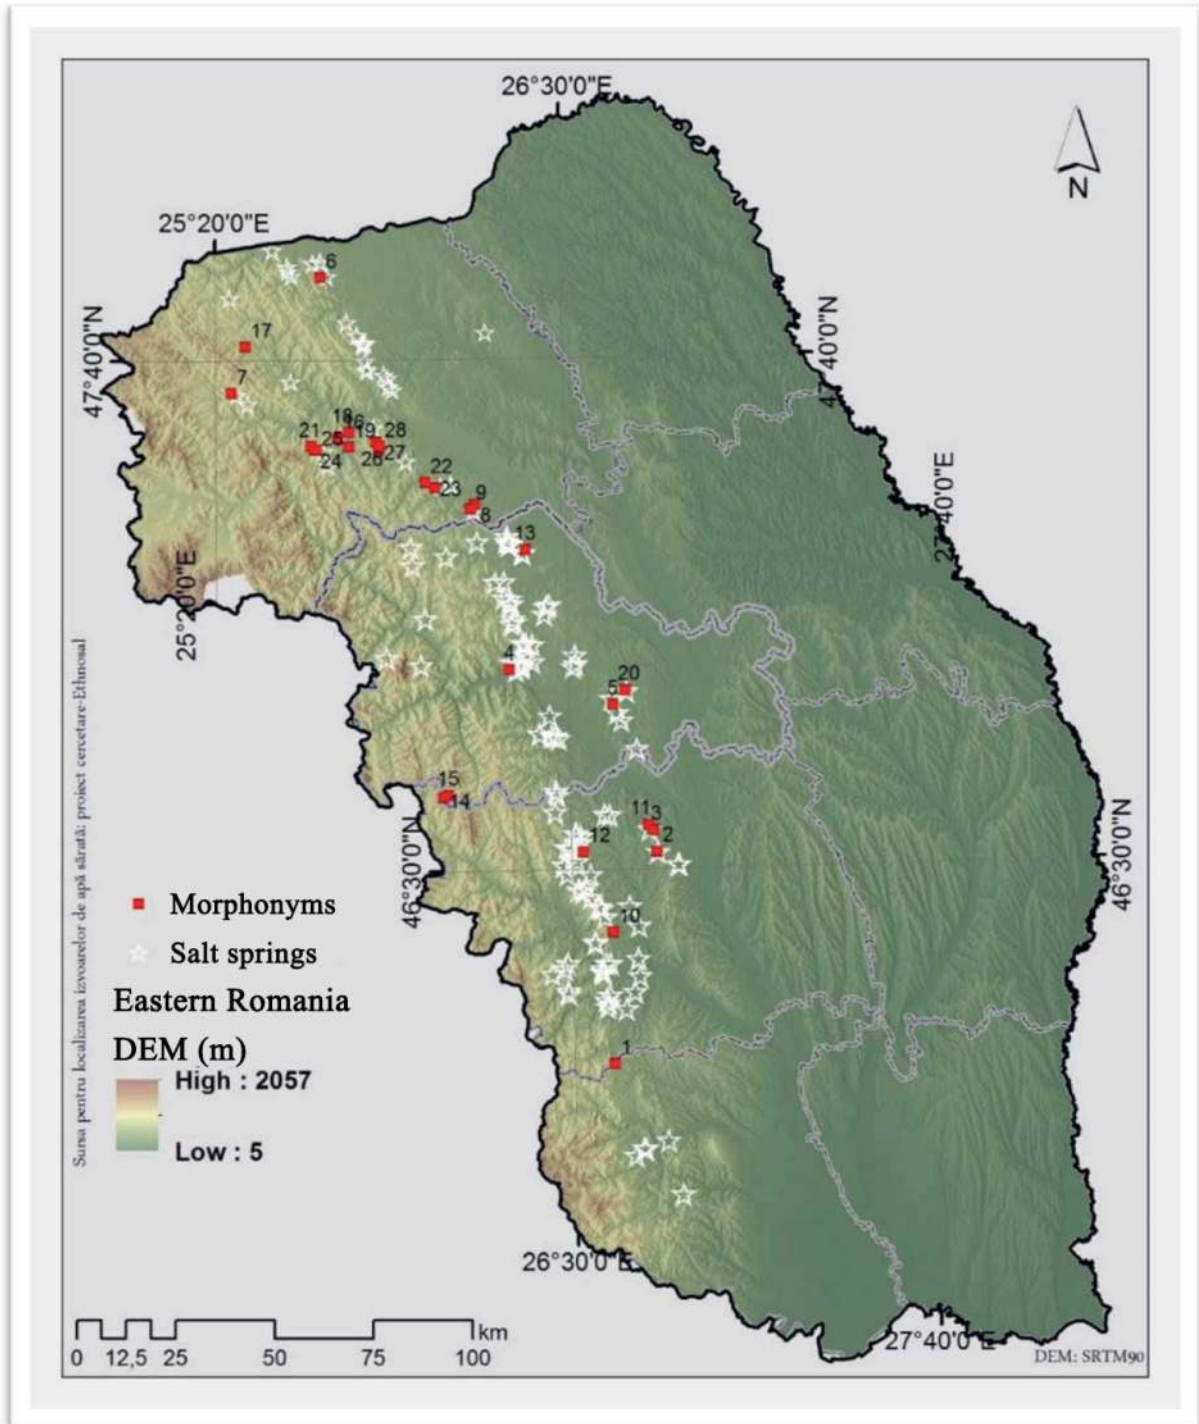 26°30'0"E
N
25°20'0"E
6
47°40'0"N
47°40'0"N
17
7
18
16
21
25
19
28
24
26
27
22
23
9
8
27°40'0"E
13
25°20'0"E
4
20
5
15
14
11
3
2
12
46°30'0"N
46°30'0"N
10
1
Morphonyms
Salt springs
Eastern Romania
DEM (m)
High : 2057
Low : 5
Sursa pentru localizarea izvoarelor de apă sărată: proiect cercetare-Ethnosal
26°30'0"E
27°40'0"E
km
0 12,5 25 50 75 100
DEM: SRTM90